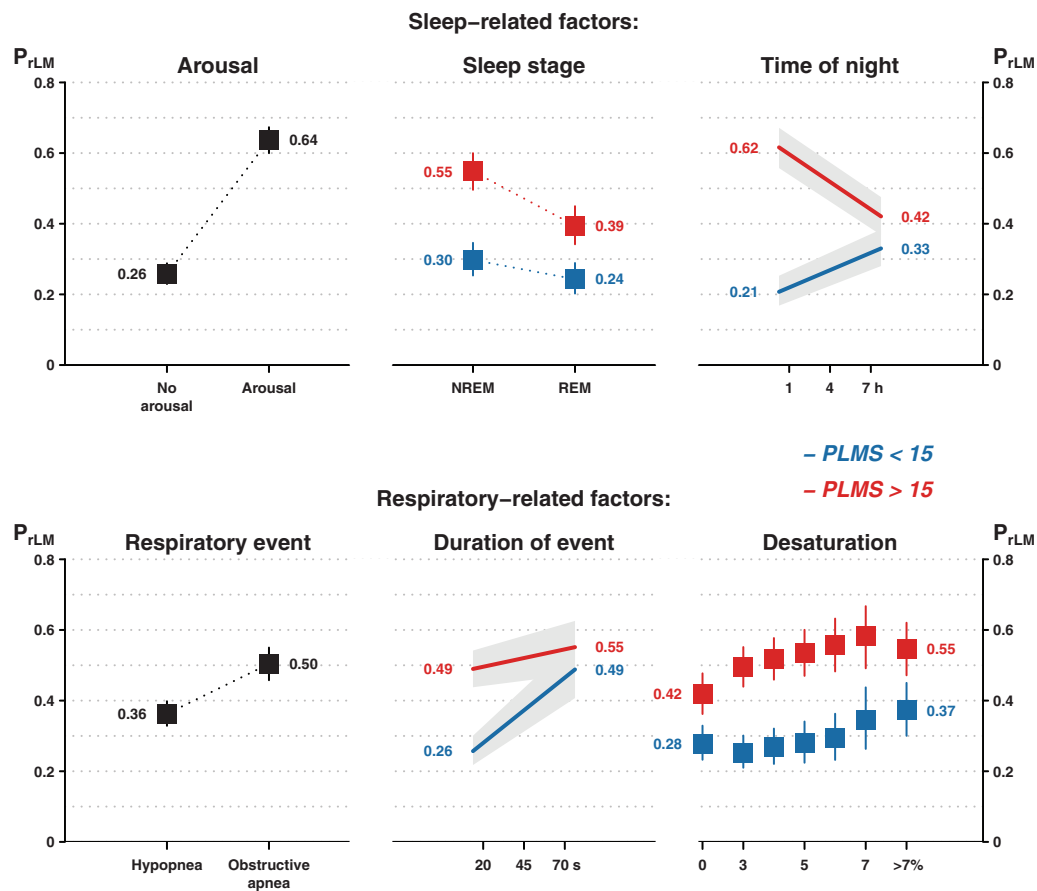 Sleep–related factors:
PrLM
Arousal
Sleep stage
Time of night
PrLM
0.8
0.6
0.4
0.2
0
0.26
0.64
No arousal
Arousal
0.55
0.39
0.30
0.24
NREM
REM
0.62
0.42
0.33
0.21
1
4
7 h
0.8
0.6
0.4
0.2
0
– PLMS < 15
– PLMS > 15
Respiratory–related factors:
PrLM
Respiratory event
Duration of event
Desaturation
PrLM
0.8
0.6
0.4
0.2
0
0.36
0.50
Hypopnea
Obstructive apnea
0.49
0.55
0.49
0.26
20
45
70 s
0.42
0.55
0.28
0.37
0
3
5
7
>7%
0.8
0.6
0.4
0.2
0